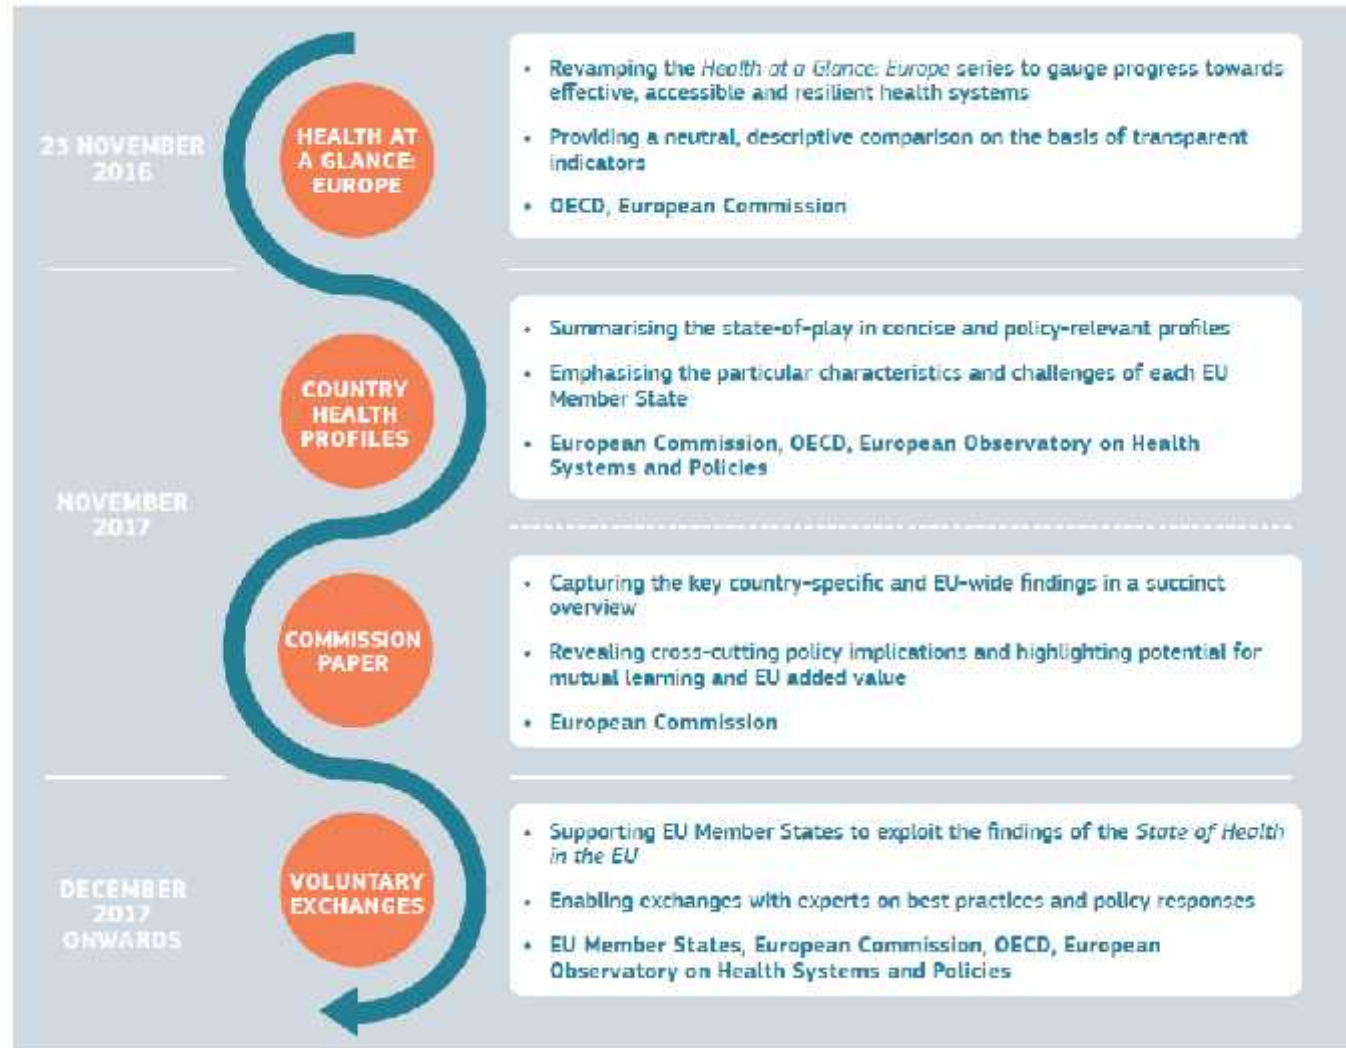 23 NOVEMBER
2016
HEALTH AT
A GLANCE:
EUROPE
• Revamping the Health at a Glance: Europe series to gauge progress towards
effective, accessible and resilient health systems
• Providing a neutral, descriptive comparison on the basis of transparent
indicators
• OECD, European Commission
NOVEMBER
2017
COUNTRY
HEALTH
PROFILES
• Summarising the state-of-play in concise and policy-relevant profiles
• Emphasising the particular characteristics and challenges of each EU
Member State
• European Commission, OECD, European Observatory on Health
Systems and Policies
COMMISSION
PAPER
• Capturing the key country-specific and EU-wide findings in a succinct
overview
• Revealing cross-cutting policy implications and highlighting potential for
mutual learning and EU added value
• European Commission
DECEMBER
2017
ONWARDS
VOLUNTARY
EXCHANGES
• Supporting EU Member States to exploit the findings of the State of Health
in the EU
• Enabling exchanges with experts on best practices and policy responses
• EU Member States, European Commission, OECD, European
Observatory on Health Systems and Policies